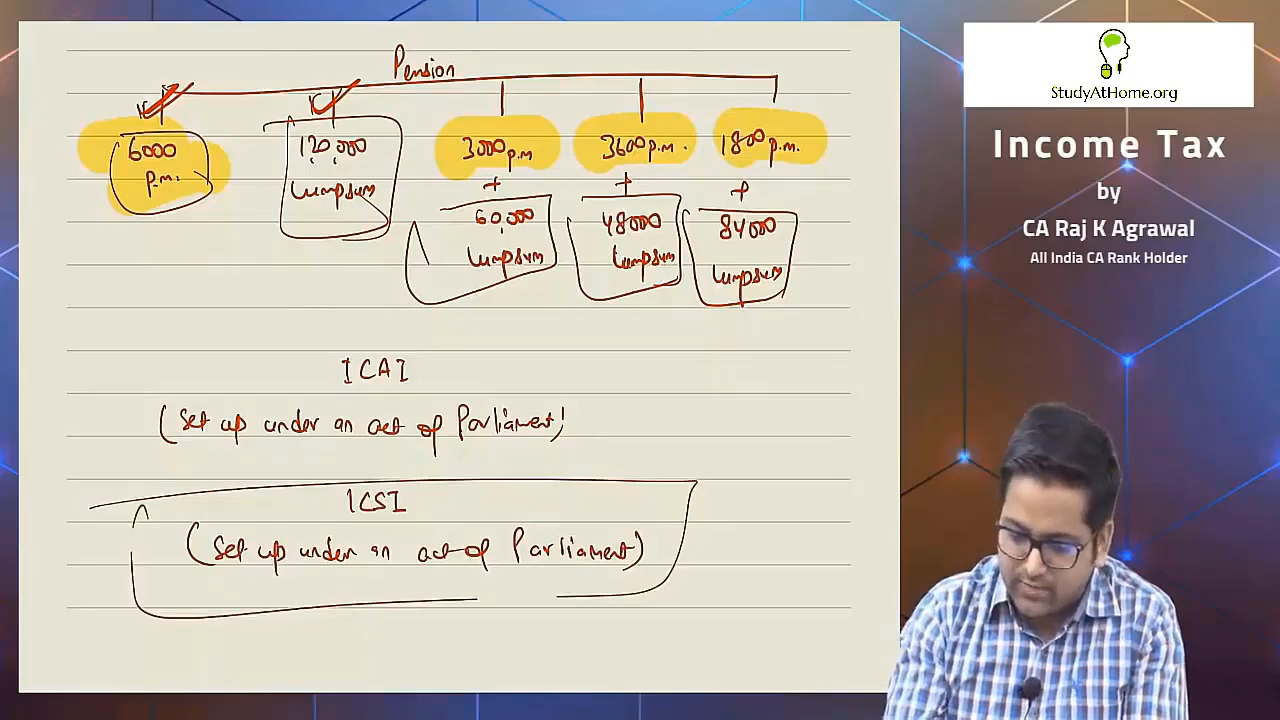 Pension
6000
p.m.
120,000
Lumpsum
3000 p.m
+
60,000
Lumpsum
3600 p.m.
+
48000
Lumpsum
1800 p.m.
+
84000
Lumpsum
ICAI
(Set up under an act of Parliament)
ICSI
(Set up under an act of Parliament)
StudyAtHome.org
Income Tax
by
CA Raj K Agrawal
All India CA Rank Holder